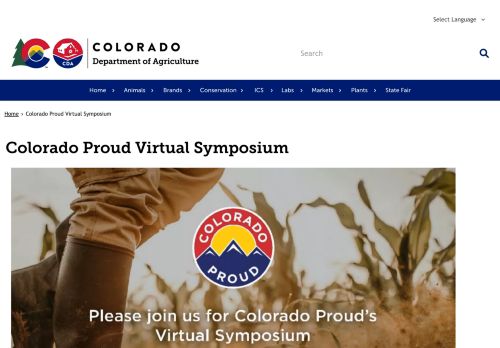 Select Language
CDA
COLORADO
Department of Agriculture
Search
Home Animals Brands Conservation ICS Labs Markets Plants State Fair
Home › Colorado Proud Virtual Symposium
Colorado Proud Virtual Symposium
COLORADO
PROUD
Please join us for Colorado Proud's
Virtual Symposium